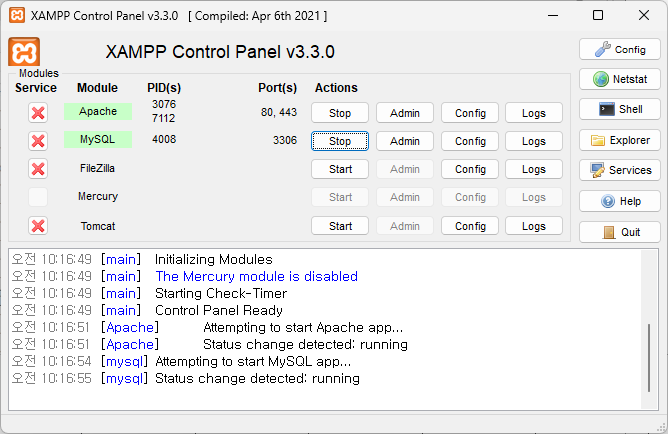 XAMPP Control Panel v3.3.0 [ Compiled: Apr 6th 2021 ]
XAMPP Control Panel v3.3.0
Config
Modules
Service Module PID(s) Port(s) Actions
Netstat
Apache 3076 7112 80, 443 Stop Admin Config Logs
Shell
MySQL 4008 3306 Stop Admin Config Logs
Explorer
FileZilla Start Admin Config Logs
Services
Mercury Start Admin Config Logs
Help
Tomcat Start Admin Config Logs
Quit
오전 10:16:49 [main] Initializing Modules
오전 10:16:49 [main] The Mercury module is disabled
오전 10:16:49 [main] Starting Check-Timer
오전 10:16:49 [main] Control Panel Ready
오전 10:16:51 [Apache] Attempting to start Apache app...
오전 10:16:51 [Apache] Status change detected: running
오전 10:16:54 [mysql] Attempting to start MySQL app...
오전 10:16:55 [mysql] Status change detected: running